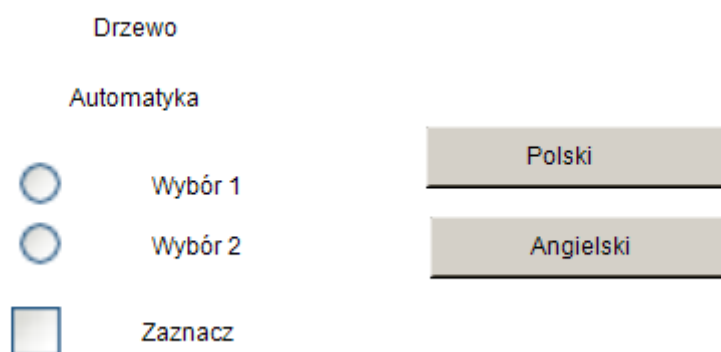 Drzewo
Automatyka
Polski
Wybór 1
Wybór 2
Angielski
Zaznacz